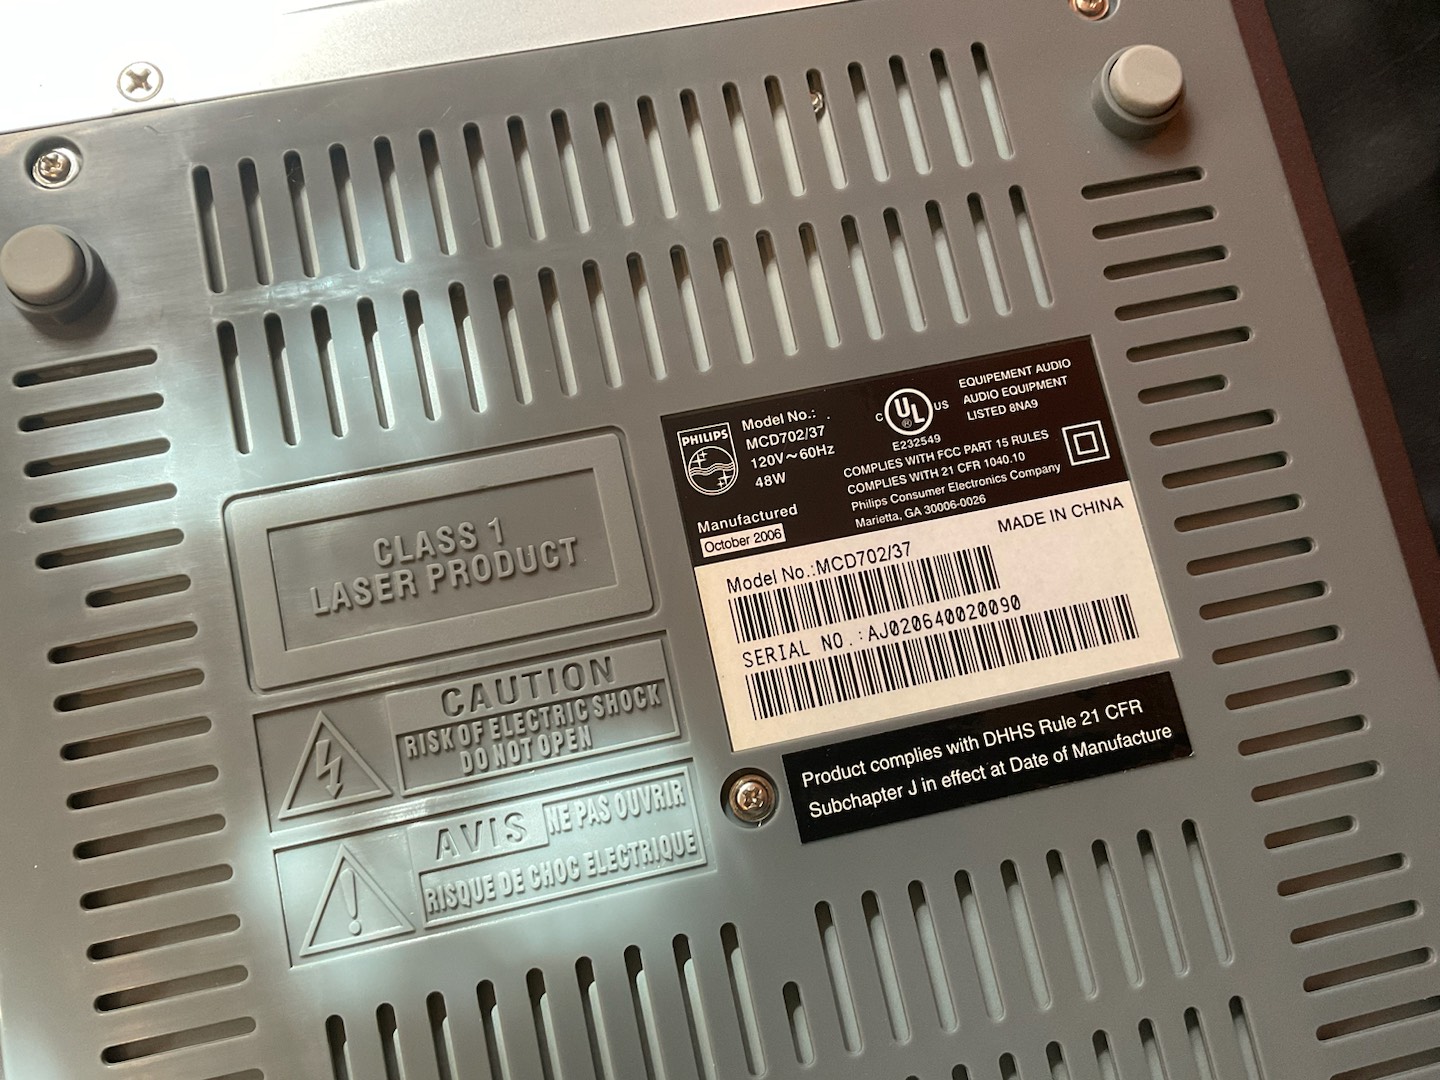 PHILIPS
Model No.: .
MCD702/37
120V~60Hz
48W
Manufactured
October 2006
C UL US
®
E232549
EQUIPEMENT AUDIO
AUDIO EQUIPMENT
LISTED 8NA9
COMPLIES WITH FCC PART 15 RULES
COMPLIES WITH 21 CFR 1040.10
Philips Consumer Electronics Company
Marietta, GA 30006-0026
MADE IN CHINA
Model No.:MCD702/37
SERIAL NO.:AJ020640020090
Product complies with DHHS Rule 21 CFR
Subchapter J in effect at Date of Manufacture
CLASS 1
LASER PRODUCT
CAUTION
RISK OF ELECTRIC SHOCK
DO NOT OPEN
AVIS NE PAS OUVRIR
RISQUE DE CHOC ELECTRIQUE